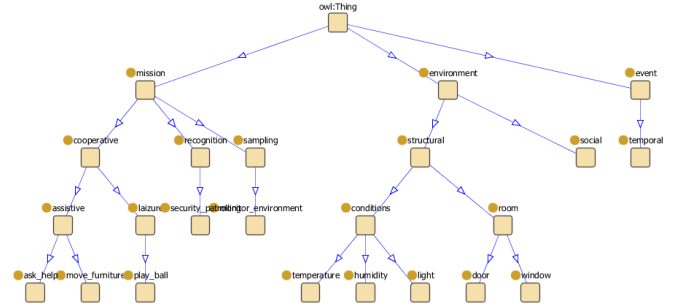 owl:Thing
mission
environment
event
cooperative
recognition
sampling
structural
social
temporal
assistive
laizure
security_patrolling
monitor_environment
conditions
room
ask_help
move_furniture
play_ball
temperature
humidity
light
door
window